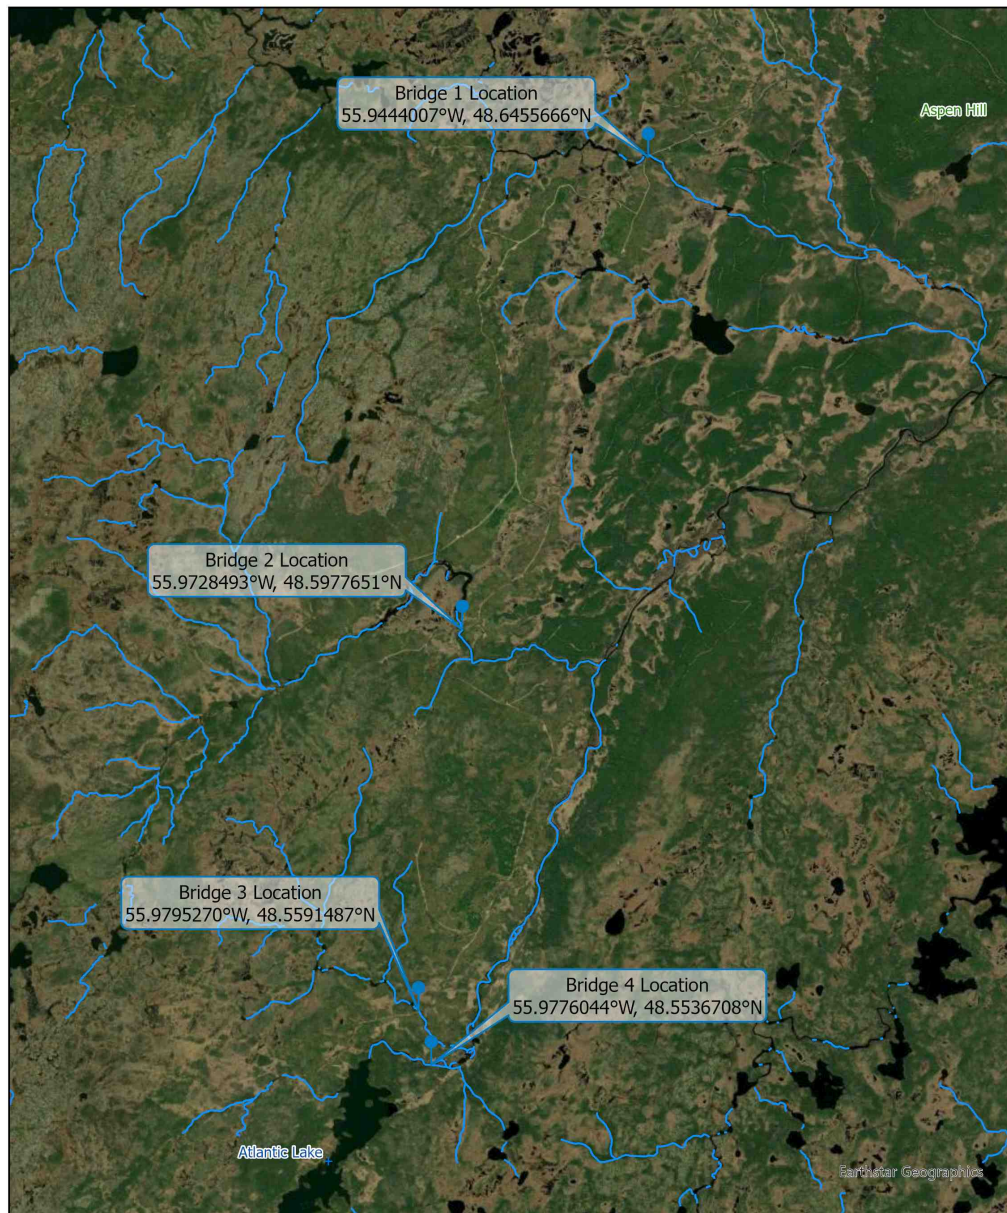 Bridge 1 Location
55.9444007°W, 48.6455666°N
Aspen Hill
Bridge 2 Location
55.9728493°W, 48.5977651°N
Bridge 3 Location
55.9795270°W, 48.5591487°N
Bridge 4 Location
55.9776044°W, 48.5536708°N
Atlantic Lake
Earthstar Geographics